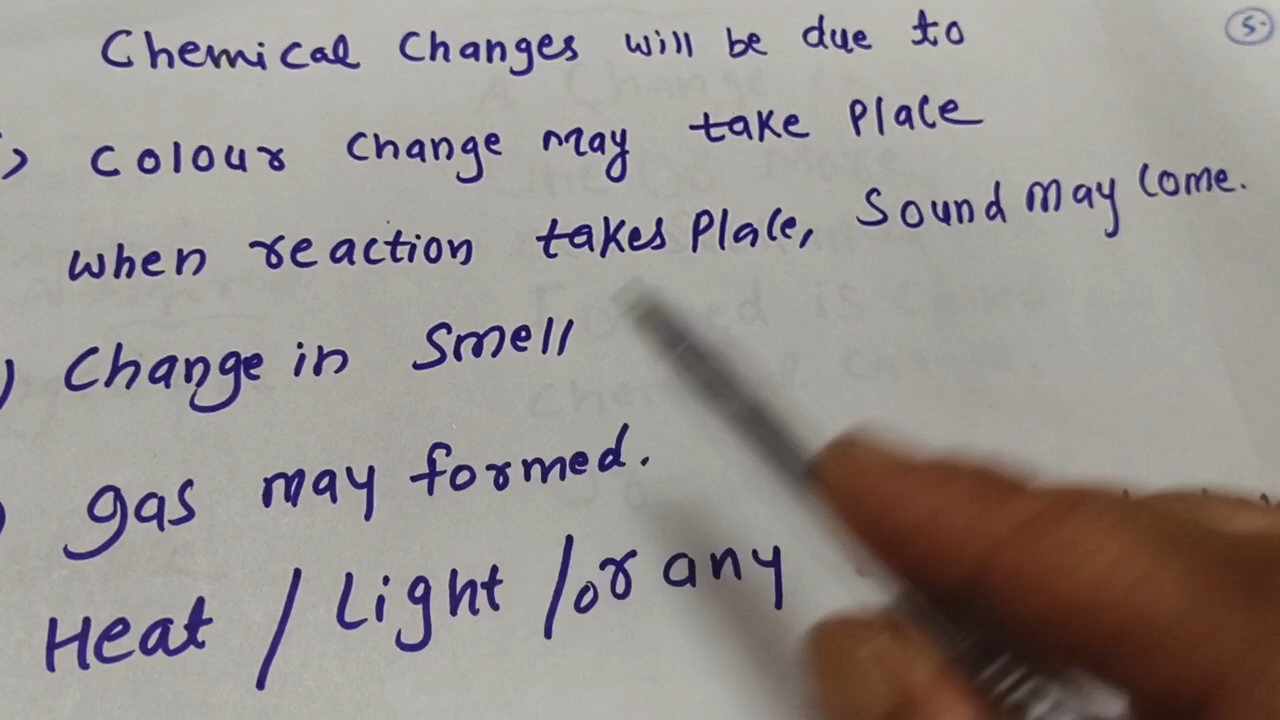 5.
Chemical Changes will be due to
Colour change may take Place
when reaction takes Place, Sound may Come.
Change in Smell
gas may formed.
Heat / Light / or any